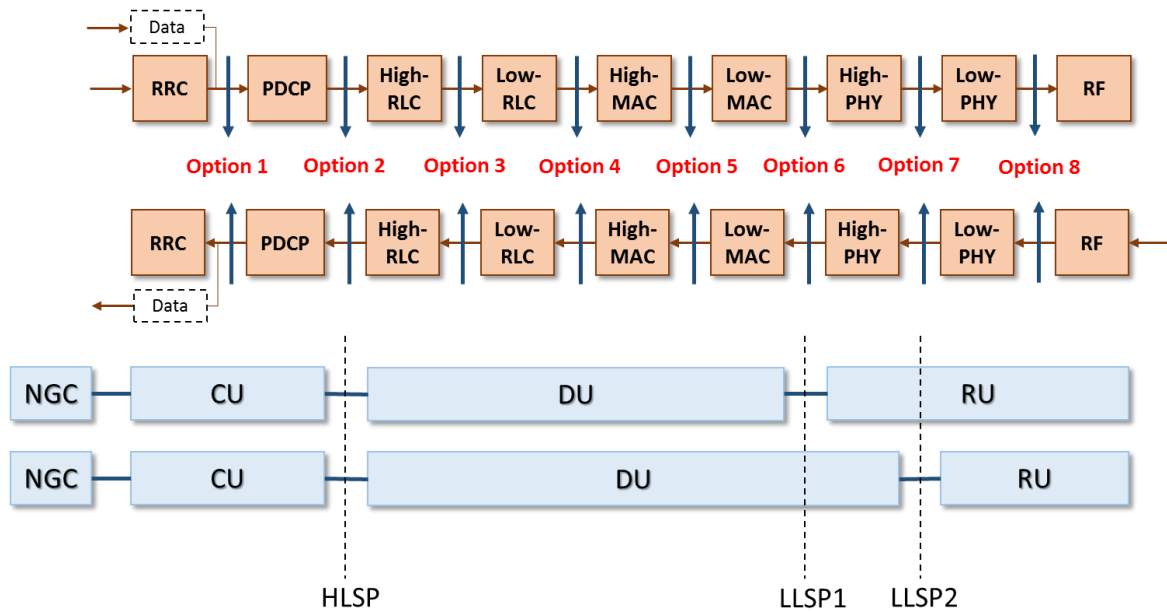 Data
RRC
PDCP
High-
RLC
Low-
RLC
High-
MAC
Low-
MAC
High-
PHY
Low-
PHY
RF
Option 1
Option 2
Option 3
Option 4
Option 5
Option 6
Option 7
Option 8
RRC
PDCP
High-
RLC
Low-
RLC
High-
MAC
Low-
MAC
High-
PHY
Low-
PHY
RF
Data
NGC
CU
DU
RU
NGC
CU
DU
RU
HLSP
LLSP1
LLSP2